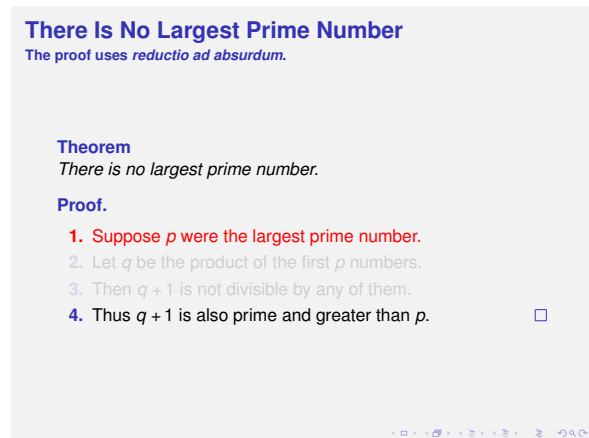 There Is No Largest Prime Number
The proof uses reductio ad absurdum.
Theorem
There is no largest prime number.
Proof.
1. Suppose p were the largest prime number.
2. Let q be the product of the first p numbers.
3. Then q + 1 is not divisible by any of them.
4. Thus q + 1 is also prime and greater than p.